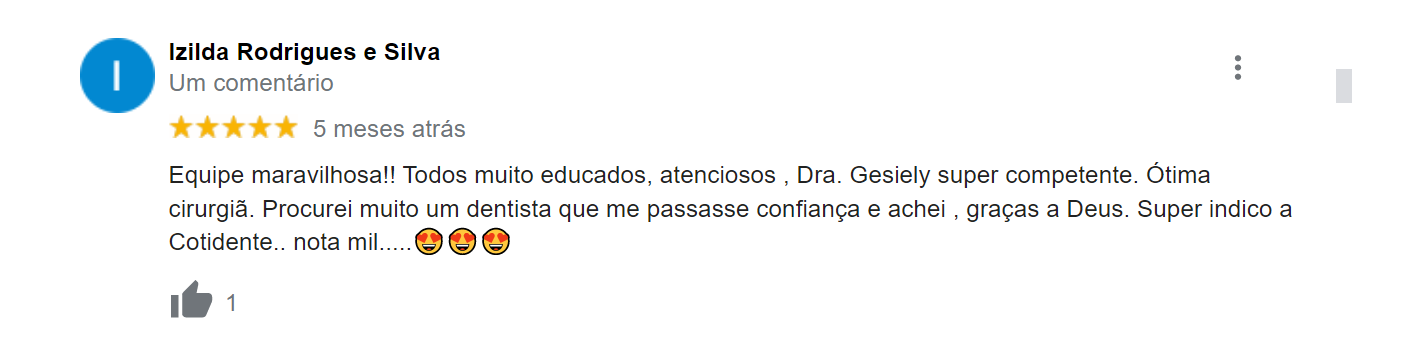 I
Izilda Rodrigues e Silva
Um comentário
5 meses atrás
Equipe maravilhosa!! Todos muito educados, atenciosos , Dra. Gesiely super competente. Ótima
cirurgiã. Procurei muito um dentista que me passasse confiança e achei , graças a Deus. Super indico a
Cotidente.. nota mil.....😍😍😍
1